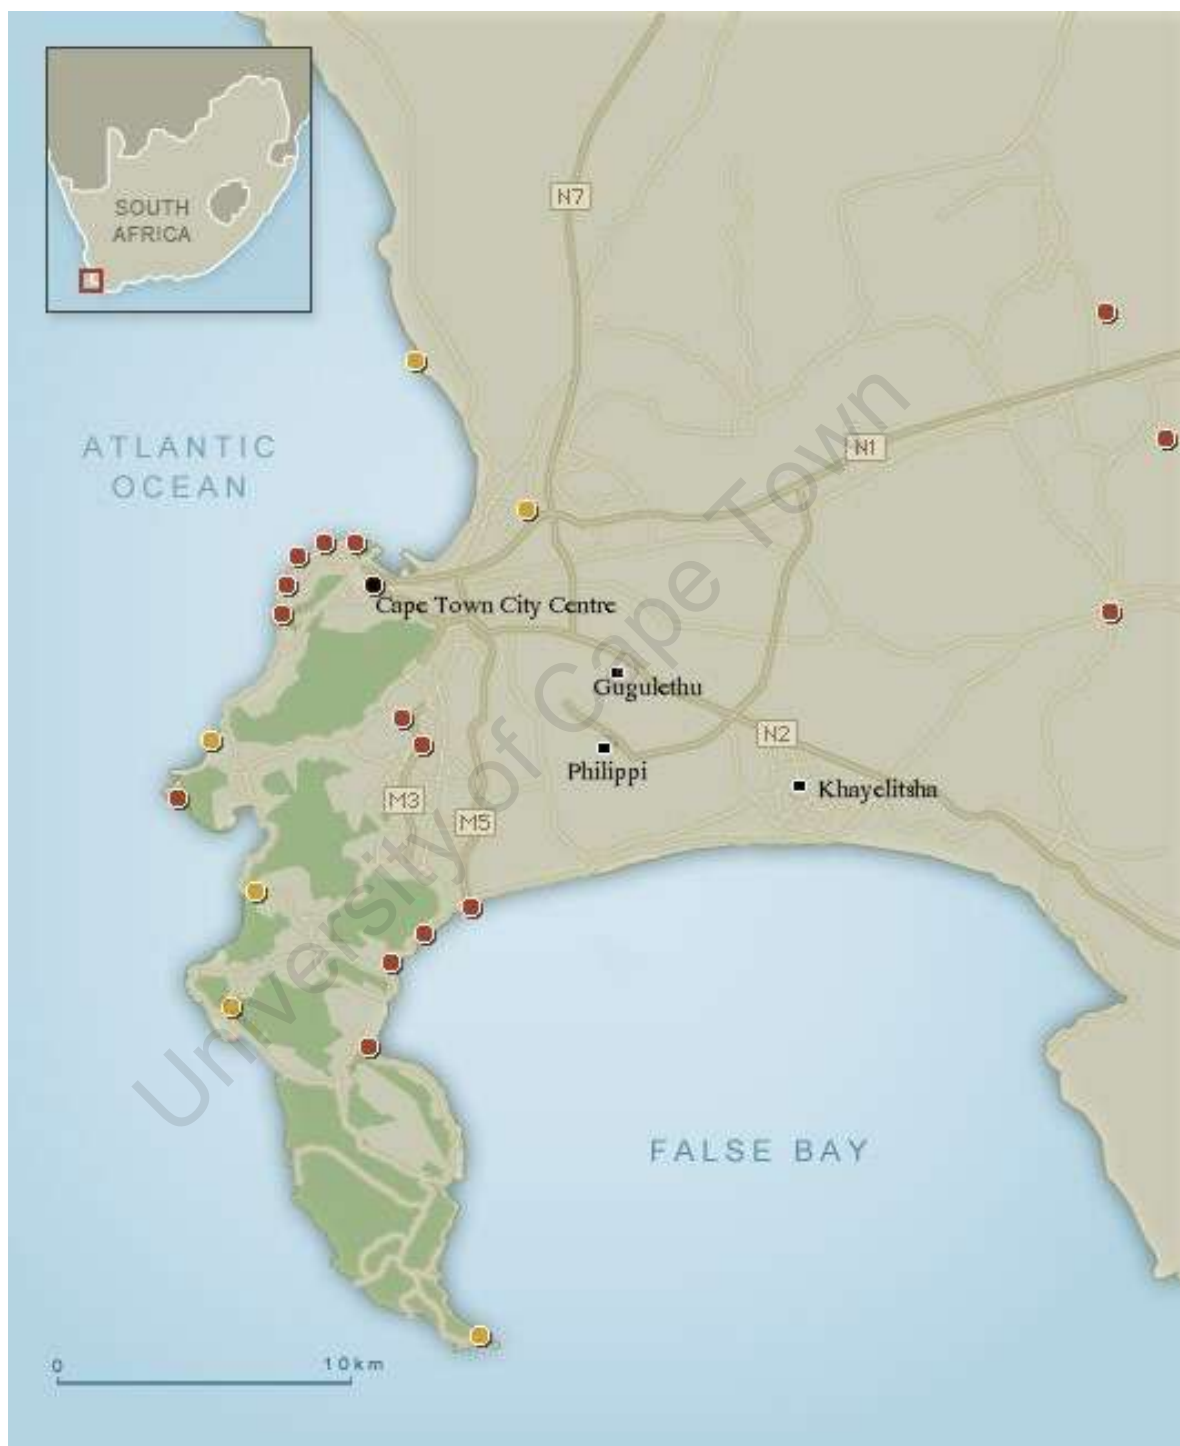 SOUTH
AFRICA
N7
ATLANTIC
OCEAN
N1
Cape Town City Centre
Gugulethu
N2
Philippi
Khayelitsha
M3
M5
FALSE BAY
0 10km
University of Cape Town